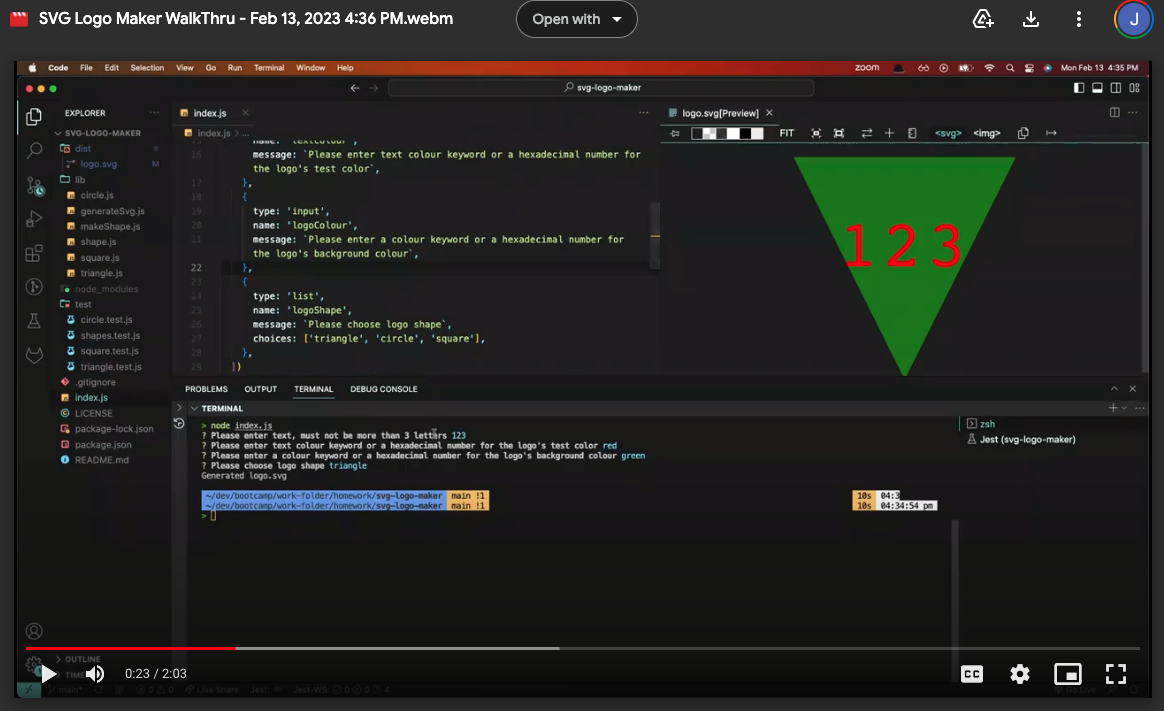 SVG Logo Maker WalkThru - Feb 13, 2023 4:36 PM.webm
Open with
J
Code File Edit Selection View Go Run Terminal Window Help
zoom
Mon Feb 13 4:35 PM
svg-logo-maker
EXPLORER
SVG-LOGO-MAKER
dist
logo.svg M
lib
circle.js
generateSvg.js
makeShape.js
shape.js
square.js
triangle.js
node_modules
test
circle.test.js
shapes.test.js
square.test.js
triangle.test.js
.gitignore
index.js
LICENSE
package-lock.json
package.json
README.md
OUTLINE
index.js
index.js > ...
name: 'textColour',
16 message: `Please enter text colour keyword or a hexadecimal number for
the logo's test color`,
17 },
18 {
19 type: 'input',
20 name: 'logoColour',
21 message: `Please enter a colour keyword or a hexadecimal number for
the logo's background colour`,
22 },
23 {
24 type: 'list',
25 name: 'logoShape',
26 message: `Please choose logo shape`,
27 choices: ['triangle', 'circle', 'square'],
28 },
29 ])
logo.svg[Preview]
FIT
<svg> <img>
123
PROBLEMS OUTPUT TERMINAL DEBUG CONSOLE
TERMINAL
> node index.js
? Please enter text, must not be more than 3 letters 123
? Please enter text colour keyword or a hexadecimal number for the logo's test color red
? Please enter a colour keyword or a hexadecimal number for the logo's background colour green
? Please choose logo shape triangle
Generated logo.svg
~/dev/bootcamp/work-folder/homework/svg-logo-maker main !1 10s 04:3
~/dev/bootcamp/work-folder/homework/svg-logo-maker main !1 10s 04:34:54 pm
>
zsh
Jest (svg-logo-maker)
0:23 / 2:03
CC
main*
Live Share
Go Live